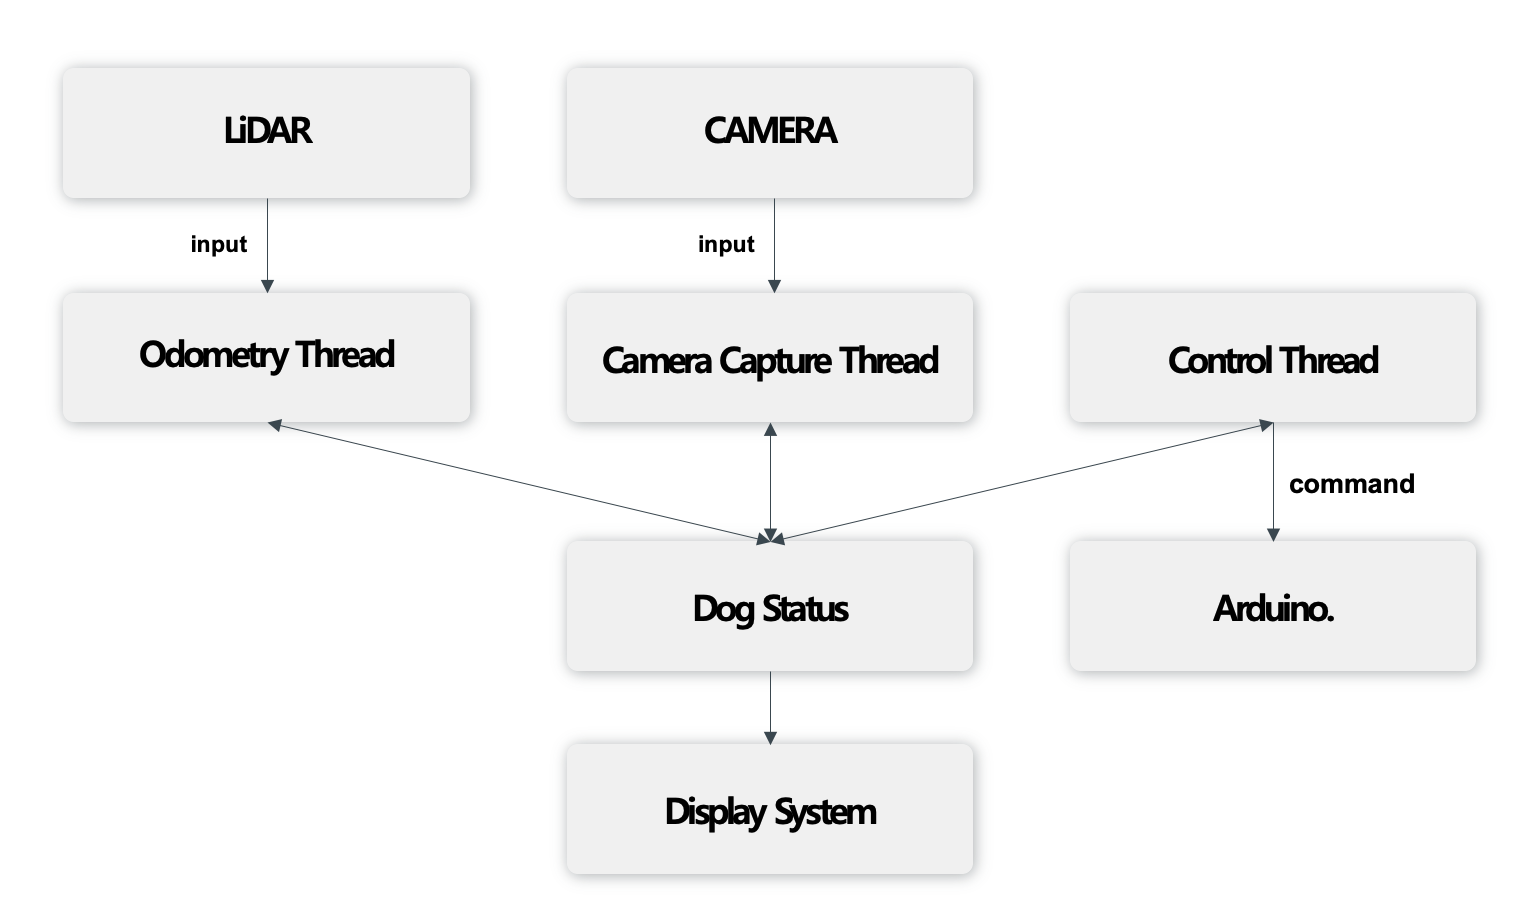 LiDAR
CAMERA
input
input
Odometry Thread
Camera Capture Thread
Control Thread
command
Dog Status
Arduino.
Display System